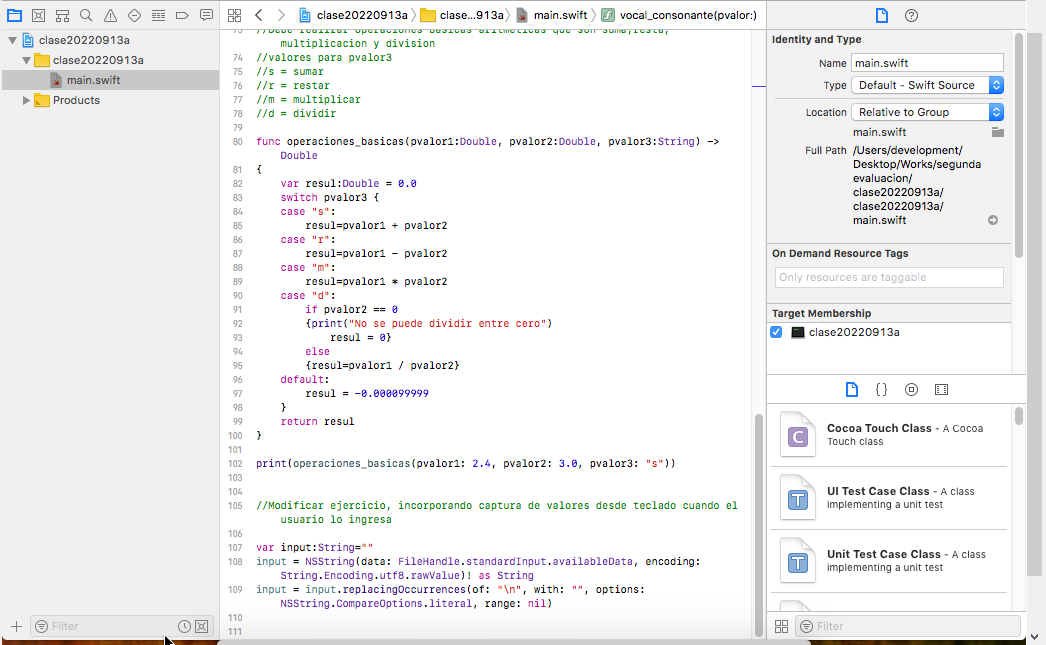 clase20220913a
clase...913a
main.swift
vocal_consonante(pvalor:)
clase20220913a
clase20220913a
main.swift
Products
Filter
73 //Debe realizar operaciones basicas aritmeticas que son suma,resta,
multiplicacion y division
74 //valores para pvalor3
75 //s = sumar
76 //r = restar
77 //m = multiplicar
78 //d = dividir
79
80 func operaciones_basicas(pvalor1:Double, pvalor2:Double, pvalor3:String) ->
Double
81 {
82 var resul:Double = 0.0
83 switch pvalor3 {
84 case "s":
85 resul=pvalor1 + pvalor2
86 case "r":
87 resul=pvalor1 - pvalor2
88 case "m":
89 resul=pvalor1 * pvalor2
90 case "d":
91 if pvalor2 == 0
92 {print("No se puede dividir entre cero")
93 resul = 0}
94 else
95 {resul=pvalor1 / pvalor2}
96 default:
97 resul = -0.000099999
98 }
99 return resul
100 }
101
102 print(operaciones_basicas(pvalor1: 2.4, pvalor2: 3.0, pvalor3: "s"))
103
104
105 //Modificar ejercicio, incorporando captura de valores desde teclado cuando el
usuario lo ingresa
106
107 var input:String=""
108 input = NSString(data: FileHandle.standardInput.availableData, encoding:
String.Encoding.utf8.rawValue)! as String
109 input = input.replacingOccurrences(of: "\n", with: "", options:
NSString.CompareOptions.literal, range: nil)
110
111
Identity and Type
Name main.swift
Type Default - Swift Source
Location Relative to Group
main.swift
Full Path /Users/development/
Desktop/Works/segunda
evaluacion/
clase20220913a/
clase20220913a/
main.swift
On Demand Resource Tags
Only resources are taggable
Target Membership
clase20220913a
{}
C
Cocoa Touch Class - A Cocoa
Touch class
T
UI Test Case Class - A class
implementing a unit test
T
Unit Test Case Class - A class
implementing a unit test
Filter